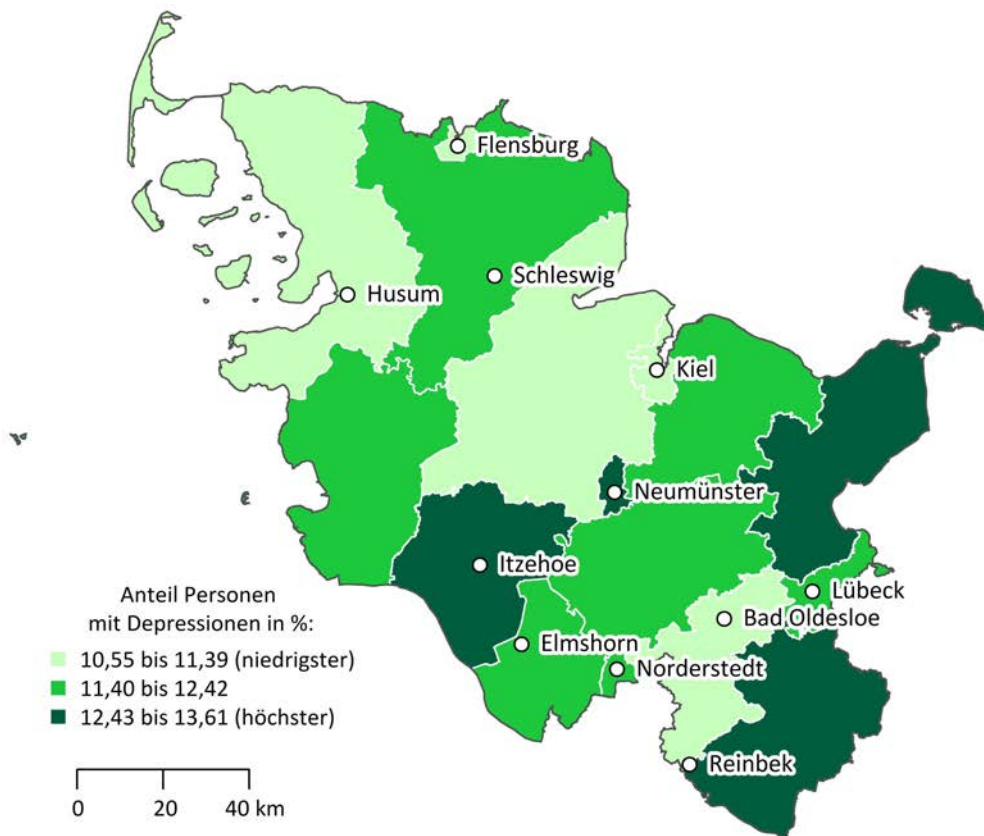 Flensburg
Schleswig
Husum
Kiel
Neumünster
Itzehoe
Lübeck
Bad Oldesloe
Elmshorn
Norderstedt
Reinbek
Anteil Personen
mit Depressionen in %:
10,55 bis 11,39 (niedrigster)
11,40 bis 12,42
12,43 bis 13,61 (höchster)
0 20 40 km